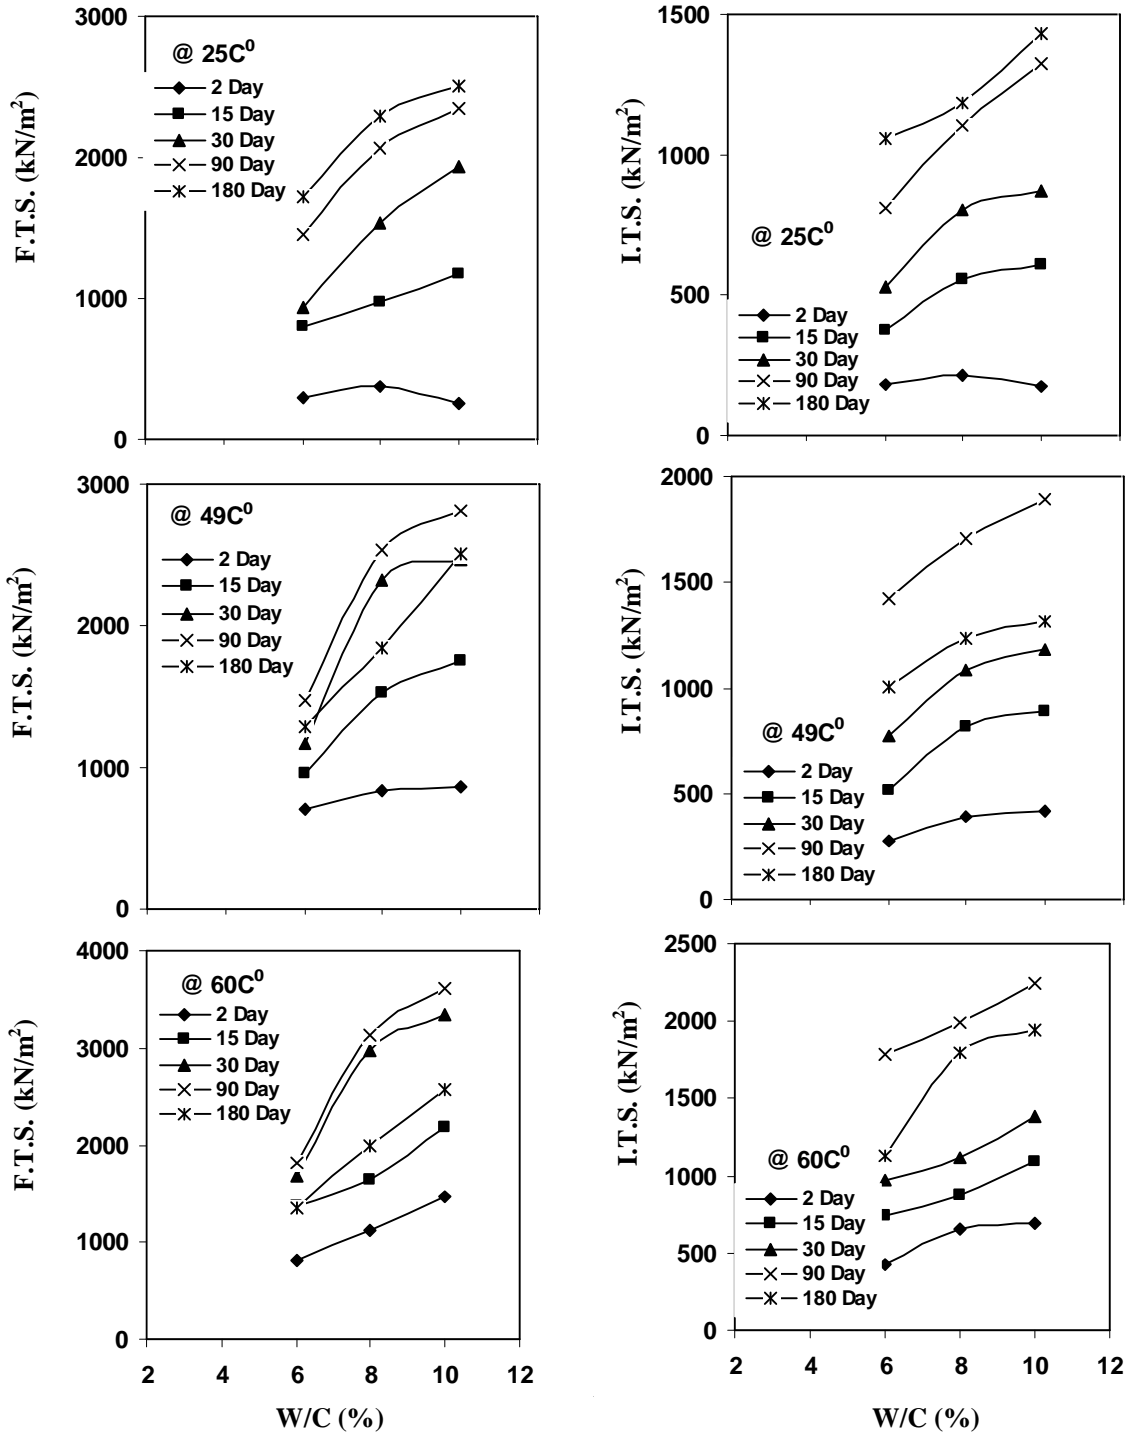 3000
2000
1000
0
F.T.S. (kN/m²)
@ 25C⁰
2 Day
15 Day
30 Day
90 Day
180 Day
1500
1000
500
0
I.T.S. (kN/m²)
@ 25C⁰
2 Day
15 Day
30 Day
90 Day
180 Day
3000
2000
1000
0
F.T.S. (kN/m²)
@ 49C⁰
2 Day
15 Day
30 Day
90 Day
180 Day
2000
1500
1000
500
0
I.T.S. (kN/m²)
@ 49C⁰
2 Day
15 Day
30 Day
90 Day
180 Day
4000
3000
2000
1000
0
F.T.S. (kN/m²)
@ 60C⁰
2 Day
15 Day
30 Day
90 Day
180 Day
2 4 6 8 10 12
W/C (%)
2500
2000
1500
1000
500
0
I.T.S. (kN/m²)
@ 60C⁰
2 Day
15 Day
30 Day
90 Day
180 Day
2 4 6 8 10 12
W/C (%)